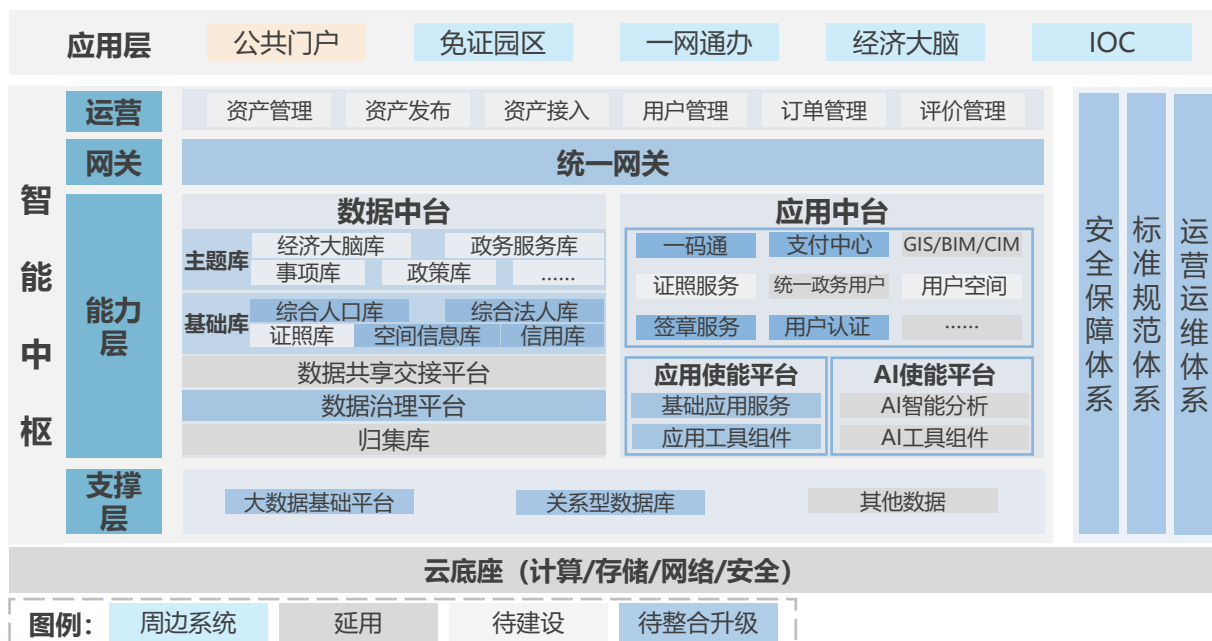 应用层 公共门户 免证园区 一网通办 经济大脑 IOC
智能中枢
运营 资产管理 资产发布 资产接入 用户管理 订单管理 评价管理
网关 统一网关
能力层
数据中台
主题库 经济大脑库 政务服务库
事项库 政策库 ......
基础库 综合人口库 综合法人库
证照库 空间信息库 信用库
数据共享交接平台
数据治理平台
归集库
应用中台
一码通 支付中心 GIS/BIM/CIM
证照服务 统一政务用户 用户空间
签章服务 用户认证 ......
应用使能平台
基础应用服务
应用工具组件
AI使能平台
AI智能分析
AI工具组件
支撑层 大数据基础平台 关系型数据库 其他数据
安全保障体系
标准规范体系
运营运维体系
云底座（计算/存储/网络/安全）
图例： 周边系统 延用 待建设 待整合升级